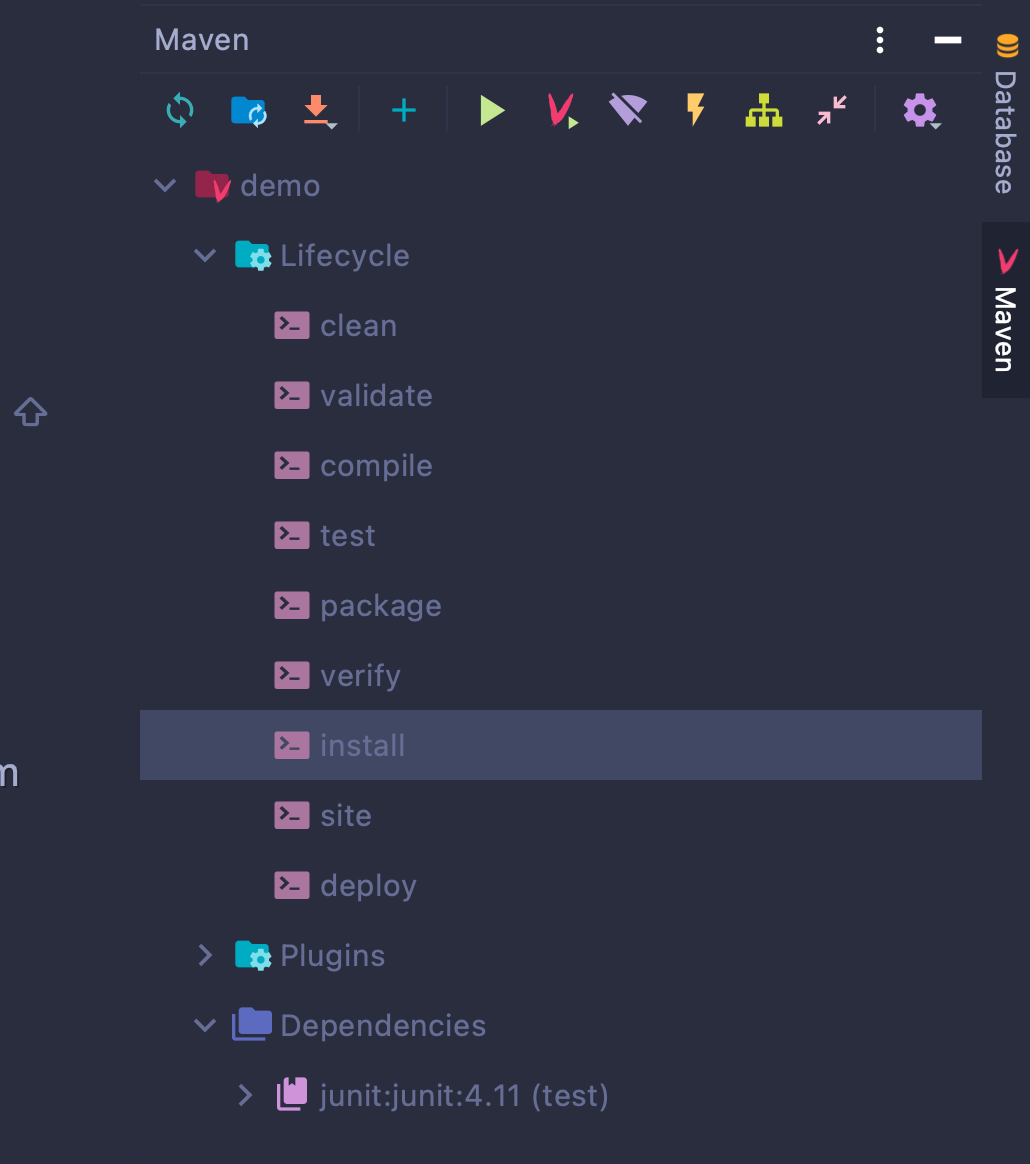 Maven
demo
Lifecycle
clean
validate
compile
test
package
verify
install
site
deploy
Plugins
Dependencies
junit:junit:4.11 (test)
Database
Maven
m